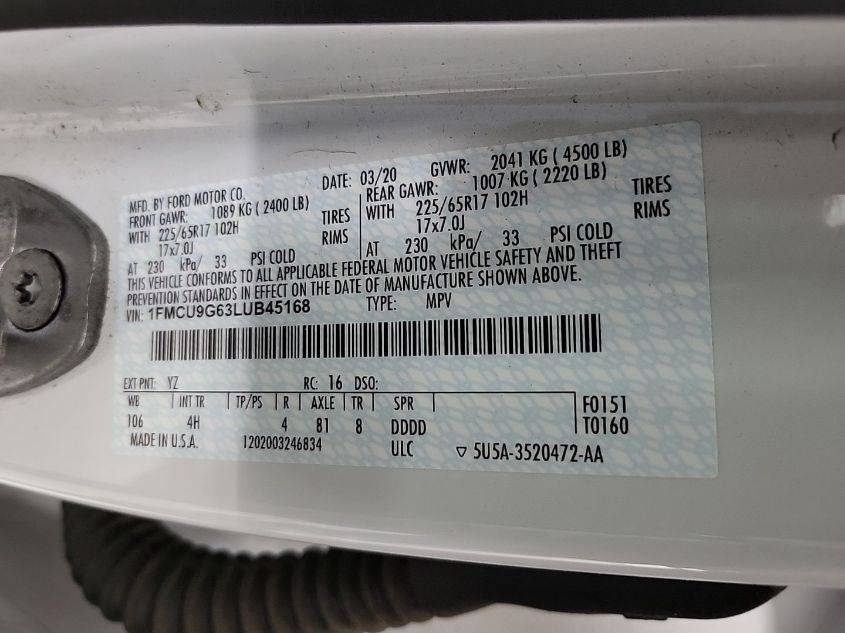 MFD. BY FORD MOTOR CO. DATE: 03/20 GVWR: 2041 KG ( 4500 LB)
FRONT GAWR: 1089 KG ( 2400 LB) REAR GAWR: 1007 KG ( 2220 LB)
WITH 225/65R17 102H TIRES WITH 225/65R17 102H TIRES
17x7.0J RIMS 17x7.0J RIMS
AT 230 kPa/ 33 PSI COLD AT 230 kPa/ 33 PSI COLD
THIS VEHICLE CONFORMS TO ALL APPLICABLE FEDERAL MOTOR VEHICLE SAFETY AND THEFT
PREVENTION STANDARDS IN EFFECT ON THE DATE OF MANUFACTURE SHOWN ABOVE.
VIN: 1FMCU9G63LUB45168 TYPE: MPV
EXT PNT: YZ RC: 16 DSO:
WB INT TR TP/PS R AXLE TR SPR F0151
106 4H 4 81 8 DDDD T0160
MADE IN U.S.A. 1202003246834 ULC ▽ 5U5A-3520472-AA